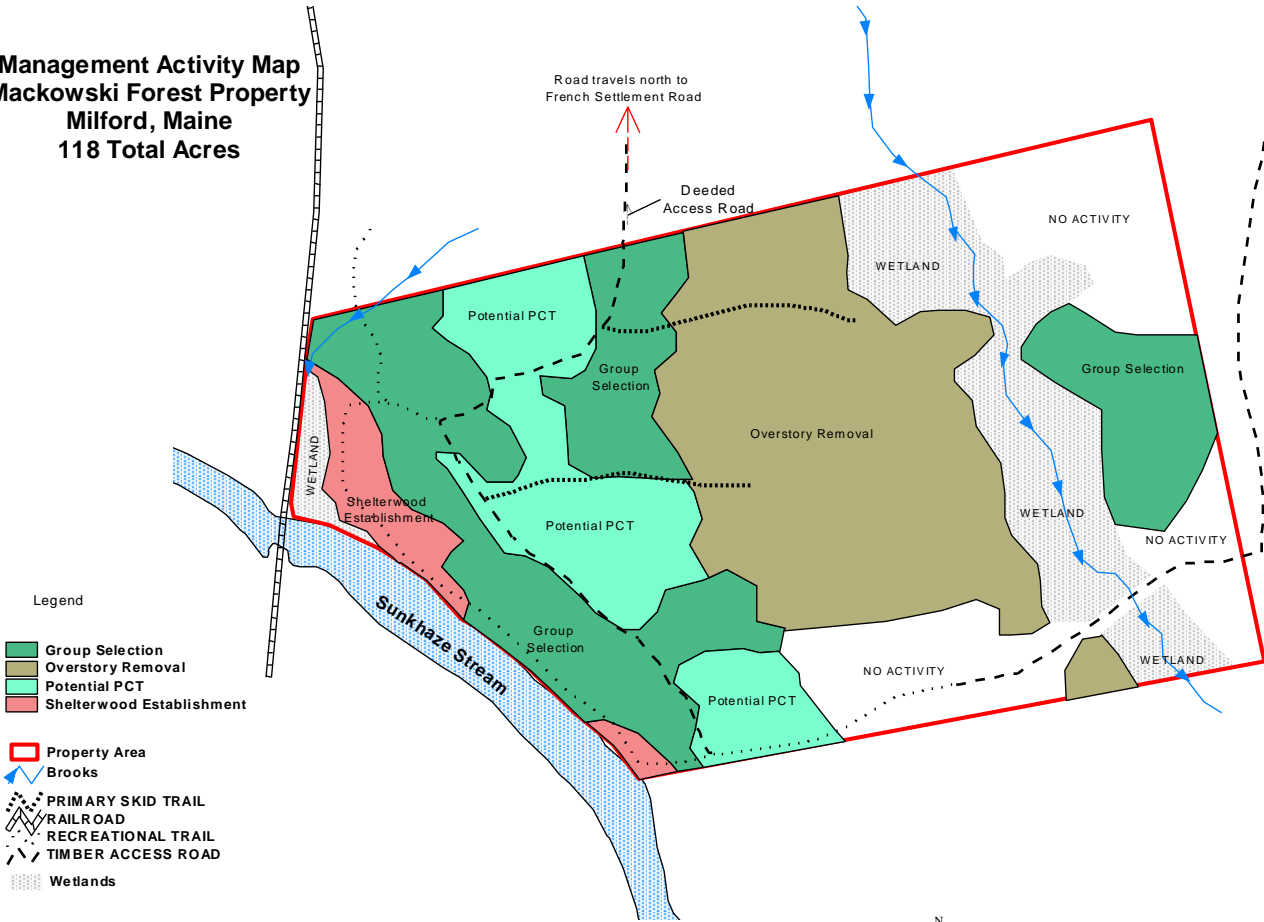 Management Activity Map
Mackowski Forest Property
Milford, Maine
118 Total Acres
Road travels north to
French Settlement Road
Deeded
Access Road
NO ACTIVITY
WETLAND
Potential PCT
Group
Selection
Group Selection
Overstory Removal
WETLAND
Shelterwood
Establishment
Potential PCT
WETLAND
NO ACTIVITY
Sunkhaze Stream
Group
Selection
NO ACTIVITY
WETLAND
Potential PCT
Legend
Group Selection
Overstory Removal
Potential PCT
Shelterwood Establishment
Property Area
Brooks
PRIMARY SKID TRAIL
RAILROAD
RECREATIONAL TRAIL
TIMBER ACCESS ROAD
Wetlands
N